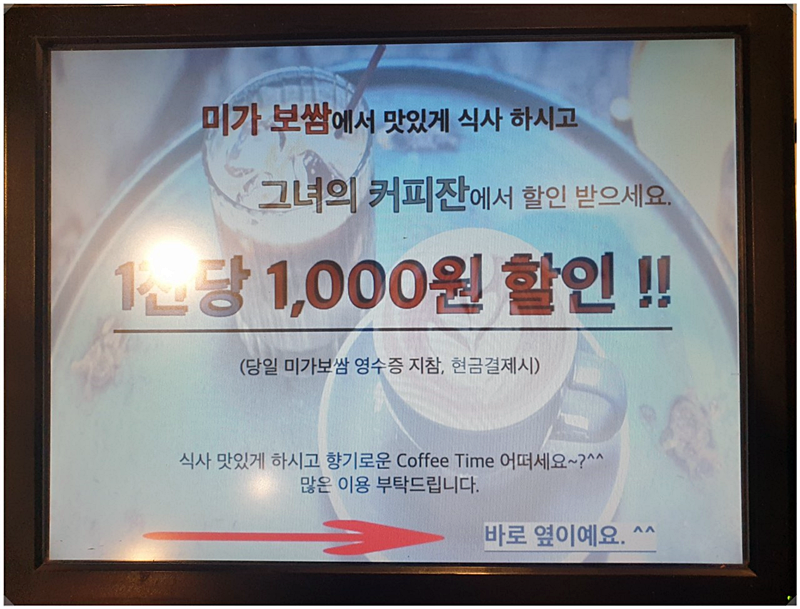 미가 보쌈에서 맛있게 식사 하시고
그녀의 커피잔에서 할인 받으세요.
1잔당 1,000원 할인 !!
(당일 미가보쌈 영수증 지참, 현금결제시)
식사 맛있게 하시고 향기로운 Coffee Time 어떠세요~?^^
많은 이용 부탁드립니다.
바로 옆이예요. ^^